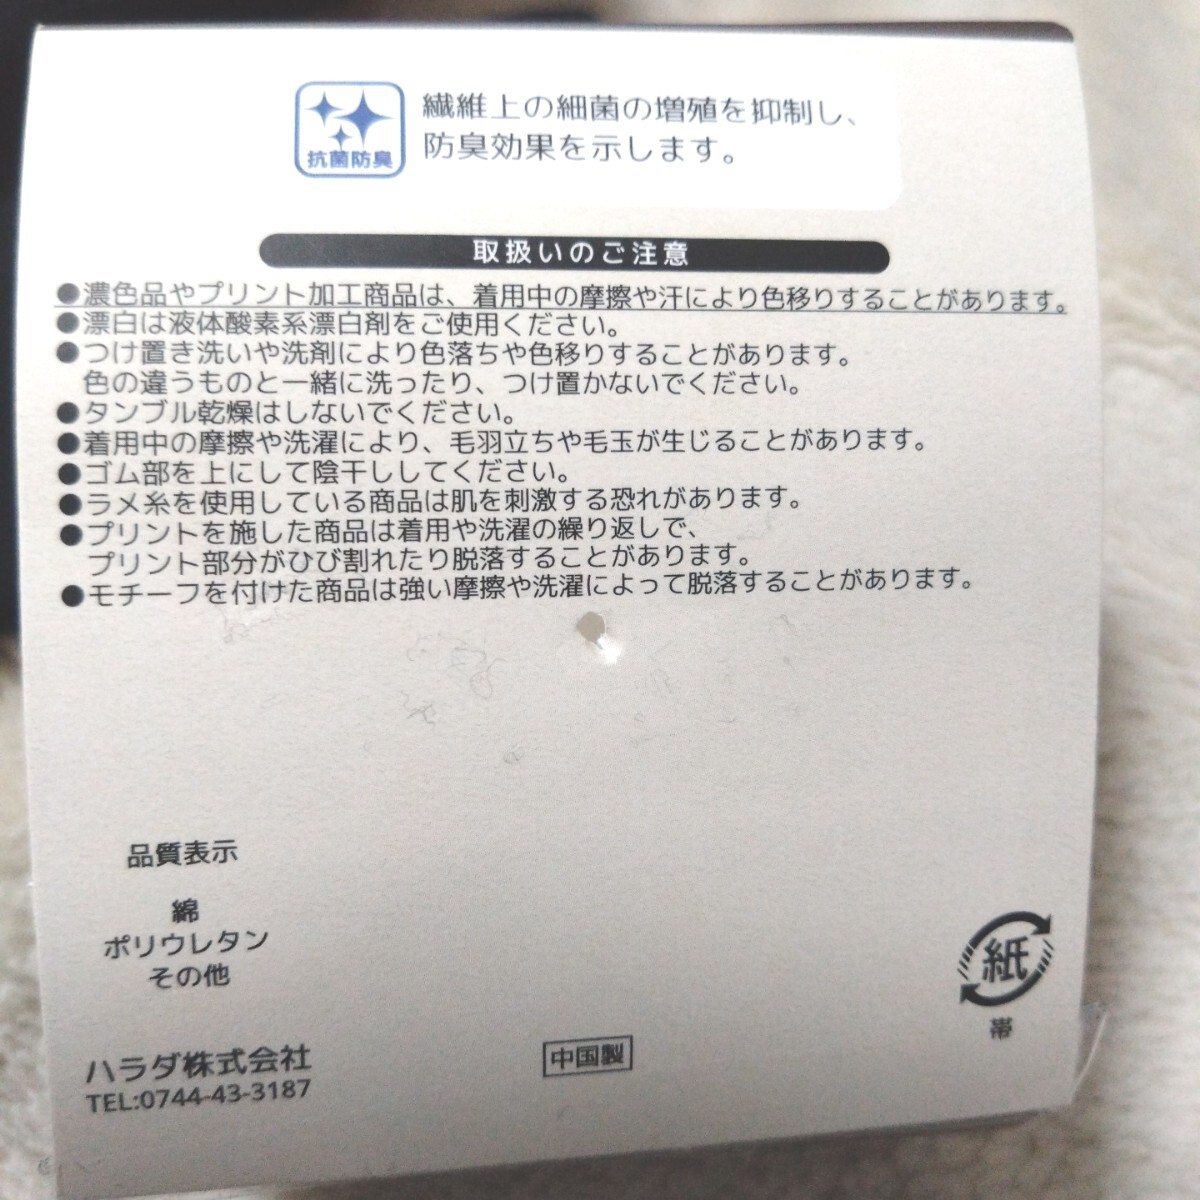 繊維上の細菌の増殖を抑制し、
防臭効果を示します。
抗菌防臭
取扱いのご注意
●濃色品やプリント加工商品は、着用中の摩擦や汗により色移りすることがあります。
●漂白は液体酸素系漂白剤をご使用ください。
●つけ置き洗いや洗剤により色落ちや色移りすることがあります。
色の違うものと一緒に洗ったり、つけ置かないでください。
●タンブル乾燥はしないでください。
●着用中の摩擦や洗濯により、毛羽立ちや毛玉が生じることがあります。
●ゴム部を上にして陰干ししてください。
●ラメ糸を使用している商品は肌を刺激する恐れがあります。
●プリントを施した商品は着用や洗濯の繰り返しで、
プリント部分がひび割れたり脱落することがあります。
●モチーフを付けた商品は強い摩擦や洗濯によって脱落することがあります。
品質表示
綿
ポリウレタン
その他
紙
帯
ハラダ株式会社
TEL:0744-43-3187
中国製